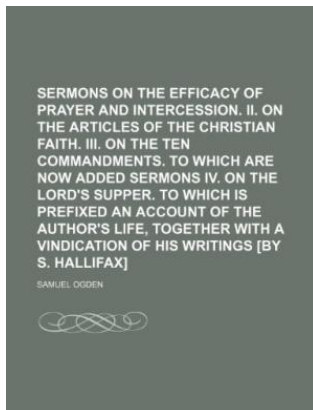 SERMONS ON THE EFFICACY OF
PRAYER AND INTERCESSION. II. ON
THE ARTICLES OF THE CHRISTIAN
FAITH. III. ON THE TEN
COMMANDMENTS. TO WHICH ARE
NOW ADDED SERMONS IV. ON THE
LORD'S SUPPER. TO WHICH IS
PREFIXED AN ACCOUNT OF THE
AUTHOR'S LIFE, TOGETHER WITH A
VINDICATION OF HIS WRITINGS [BY
S. HALLIFAX]
SAMUEL OGDEN